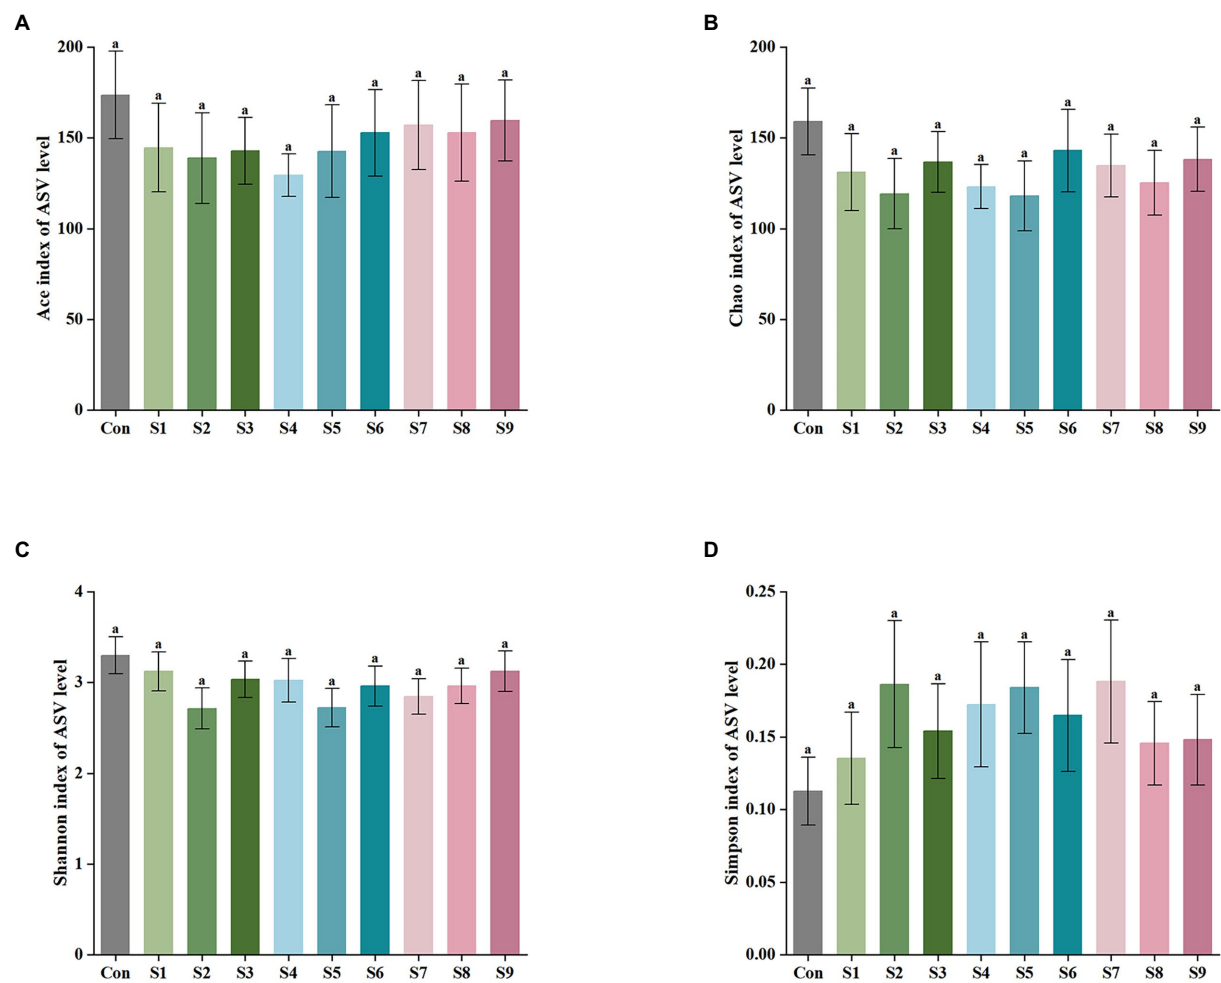 A
Ace index of ASV level
200
150
100
50
0
a a a a a a a a a a
Con S1 S2 S3 S4 S5 S6 S7 S8 S9
B
Chao index of ASV level
200
150
100
50
0
a a a a a a a a a a
Con S1 S2 S3 S4 S5 S6 S7 S8 S9
C
Shannon index of ASV level
4
3
2
1
0
a a a a a a a a a a
Con S1 S2 S3 S4 S5 S6 S7 S8 S9
D
Simpson index of ASV level
0.25
0.20
0.15
0.10
0.05
0.00
a a a a a a a a a a
Con S1 S2 S3 S4 S5 S6 S7 S8 S9